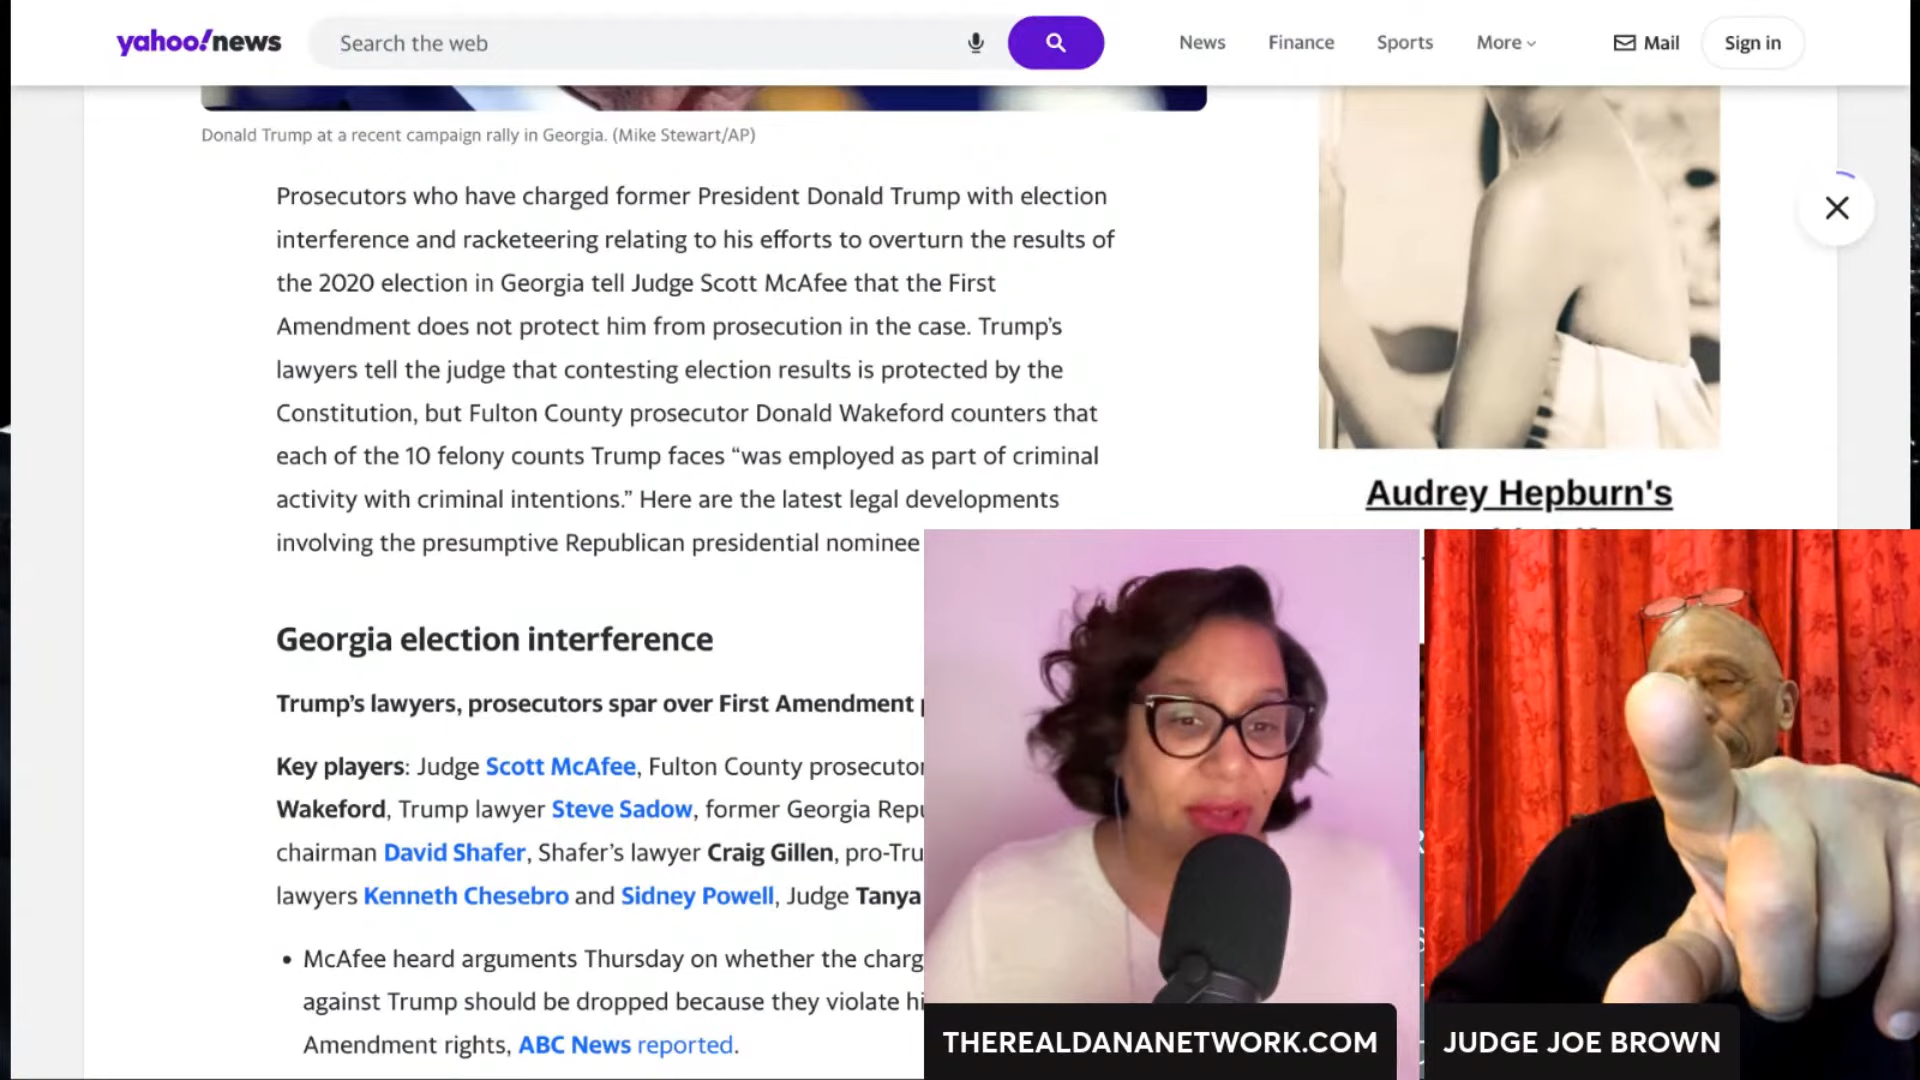 yahoo!news
Search the web
News
Finance
Sports
More
Mail
Sign in
Donald Trump at a recent campaign rally in Georgia. (Mike Stewart/AP)
Prosecutors who have charged former President Donald Trump with election
interference and racketeering relating to his efforts to overturn the results of
the 2020 election in Georgia tell Judge Scott McAfee that the First
Amendment does not protect him from prosecution in the case. Trump’s
lawyers tell the judge that contesting election results is protected by the
Constitution, but Fulton County prosecutor Donald Wakeford counters that
each of the 10 felony counts Trump faces “was employed as part of criminal
activity with criminal intentions.” Here are the latest legal developments
involving the presumptive Republican presidential nominee
Audrey Hepburn's
Georgia election interference
Trump’s lawyers, prosecutors spar over First Amendment
Key players: Judge Scott McAfee, Fulton County prosecutor
Wakeford, Trump lawyer Steve Sadow, former Georgia
chairman David Shafer, Shafer’s lawyer Craig Gillen,
lawyers Kenneth Chesebro and Sidney Powell, Judge Tanya
• McAfee heard arguments Thursday on whether the
against Trump should be dropped because they violate
Amendment rights, ABC News reported.
THEREALDANANETWORK.COM
JUDGE JOE BROWN